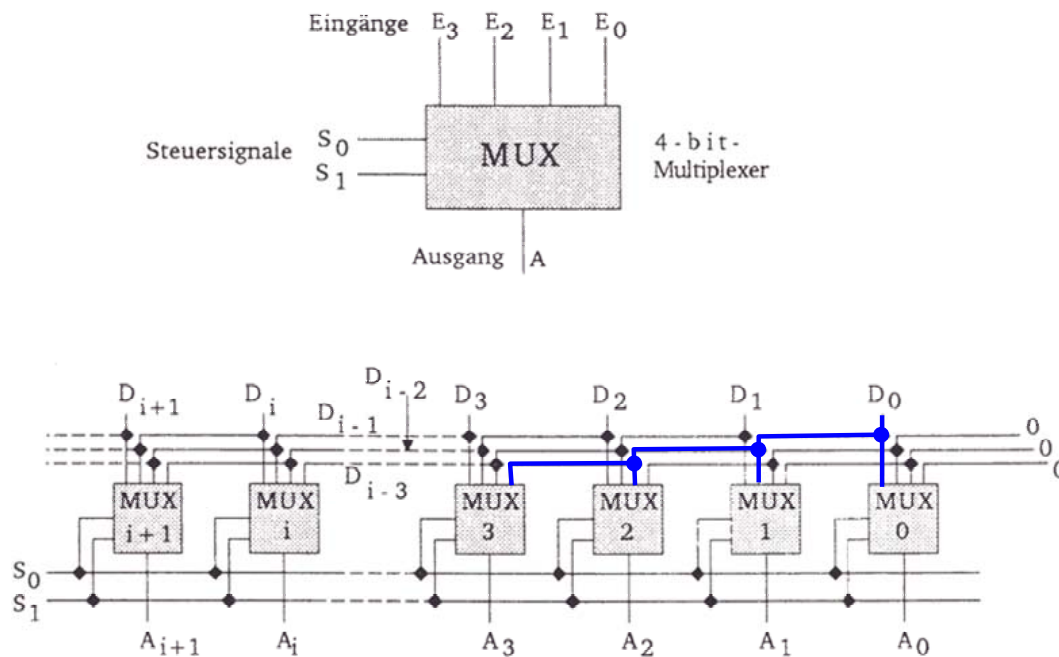 Eingänge E3 E2 E1 E0
Steuersignale S0
S1
MUX
4-bit-
Multiplexer
Ausgang A
Di+1 Di Di-2 D3 D2 D1 D0
Di-1 0
0
Di-3 0
MUX MUX MUX MUX MUX MUX
i+1 i 3 2 1 0
S0
S1
Ai+1 Ai A3 A2 A1 A0